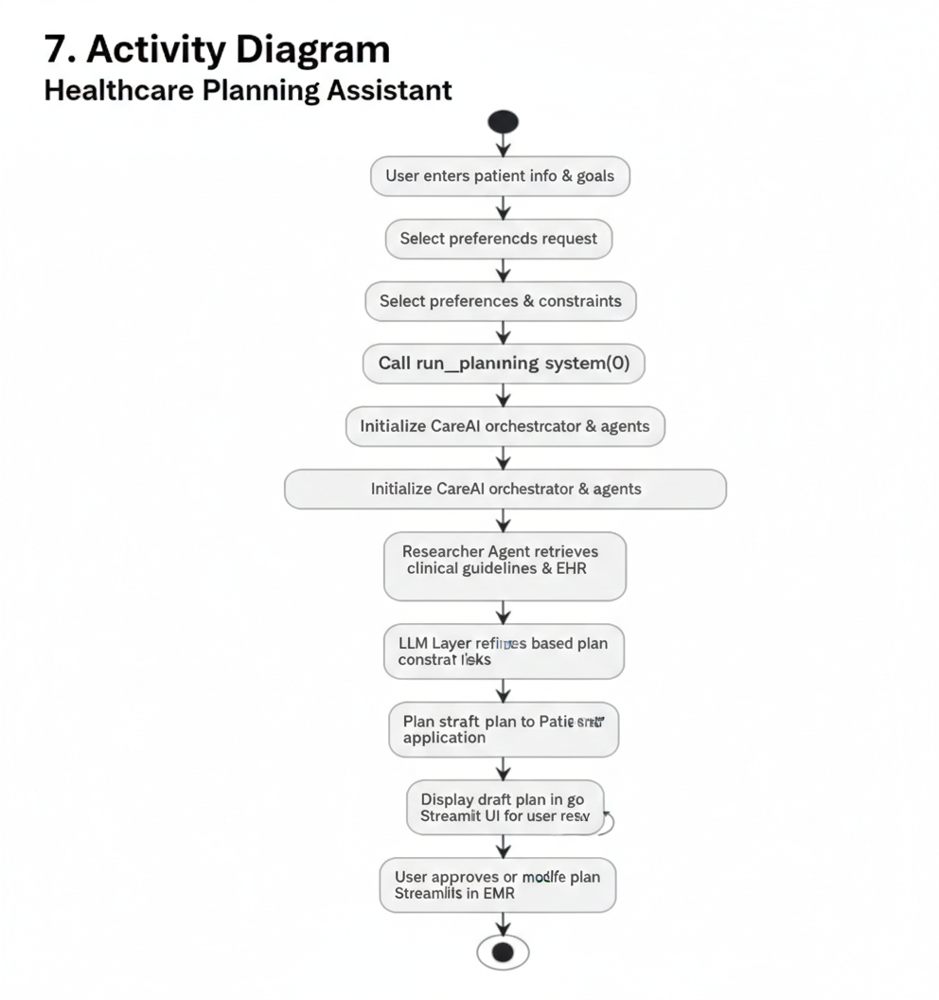 7. Activity Diagram
Healthcare Planning Assistant
User enters patient info & goals
Select preferencds request
Select preferences & constraints
Call run__planıning system(0)
Initialize CareAI orchestrcator & agents
Initialize CareAI orchestrator & agents
Researcher Agent retrieves
clinical guidelines & EHR
LLM Layer based plan
Plan straft plan to
application
Display draft plan in go
UI for user
User approves or plan
in EMR